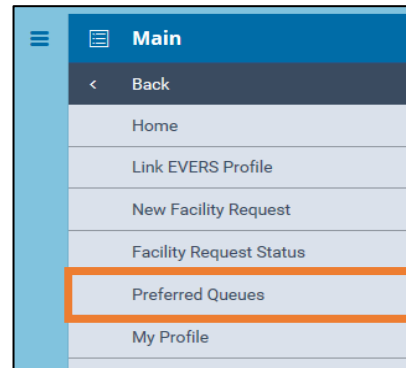 Main
Back
Home
Link EVERS Profile
New Facility Request
Facility Request Status
Preferred Queues
My Profile